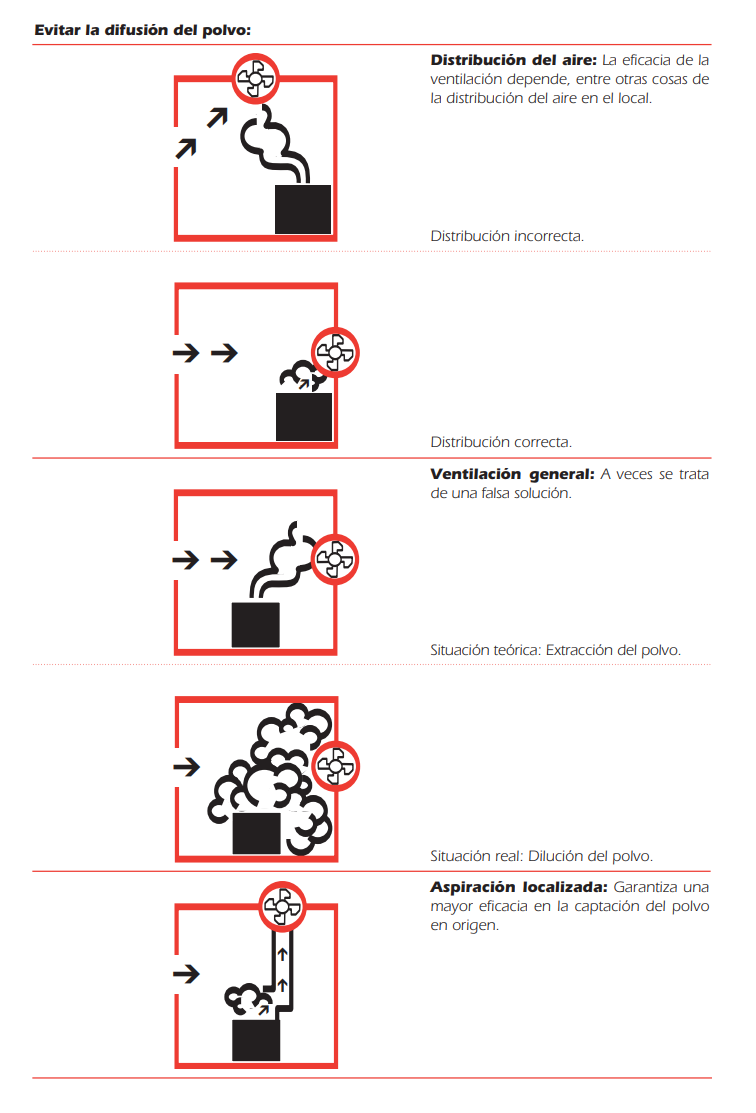 Evitar la difusión del polvo:
Distribución del aire: La eficacia de la
ventilación depende, entre otras cosas de
la distribución del aire en el local.
Distribución incorrecta.
Distribución correcta.
Ventilación general: A veces se trata
de una falsa solución.
Situación teórica: Extracción del polvo.
Situación real: Dilución del polvo.
Aspiración localizada: Garantiza una
mayor eficacia en la captación del polvo
en origen.